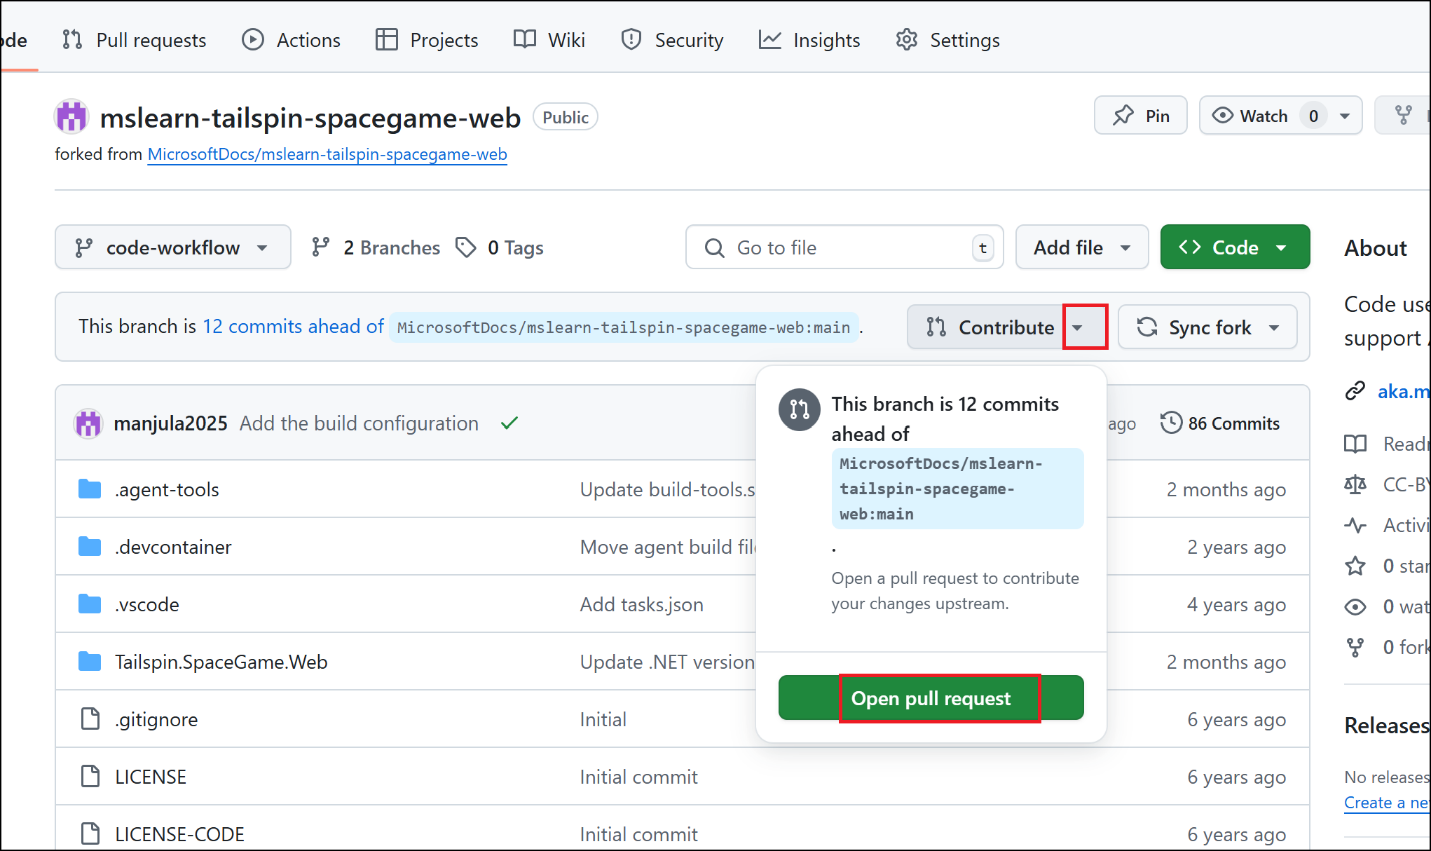 ode Pull requests Actions Projects Wiki Security Insights Settings
mslearn-tailspin-spacegame-web Public Pin Watch 0
forked from MicrosoftDocs/mslearn-tailspin-spacegame-web
code-workflow 2 Branches 0 Tags Go to file t Add file Code About
This branch is 12 commits ahead of MicrosoftDocs/mslearn-tailspin-spacegame-web:main . Contribute Sync fork
Code use
support
This branch is 12 commits
ahead of
MicrosoftDocs/mslearn-
tailspin-spacegame-
web:main
.
Open a pull request to contribute
your changes upstream.
Open pull request
manjula2025 Add the build configuration ago 86 Commits
.agent-tools Update build-tools.s 2 months ago
.devcontainer Move agent build fil 2 years ago
.vscode Add tasks.json 4 years ago
Tailspin.SpaceGame.Web Update .NET version 2 months ago
.gitignore Initial 6 years ago
LICENSE Initial commit 6 years ago
LICENSE-CODE Initial commit 6 years ago
aka.m
Readm
CC-BY
Activi
0 star
0 wat
0 fork
Releases
No releases
Create a ne